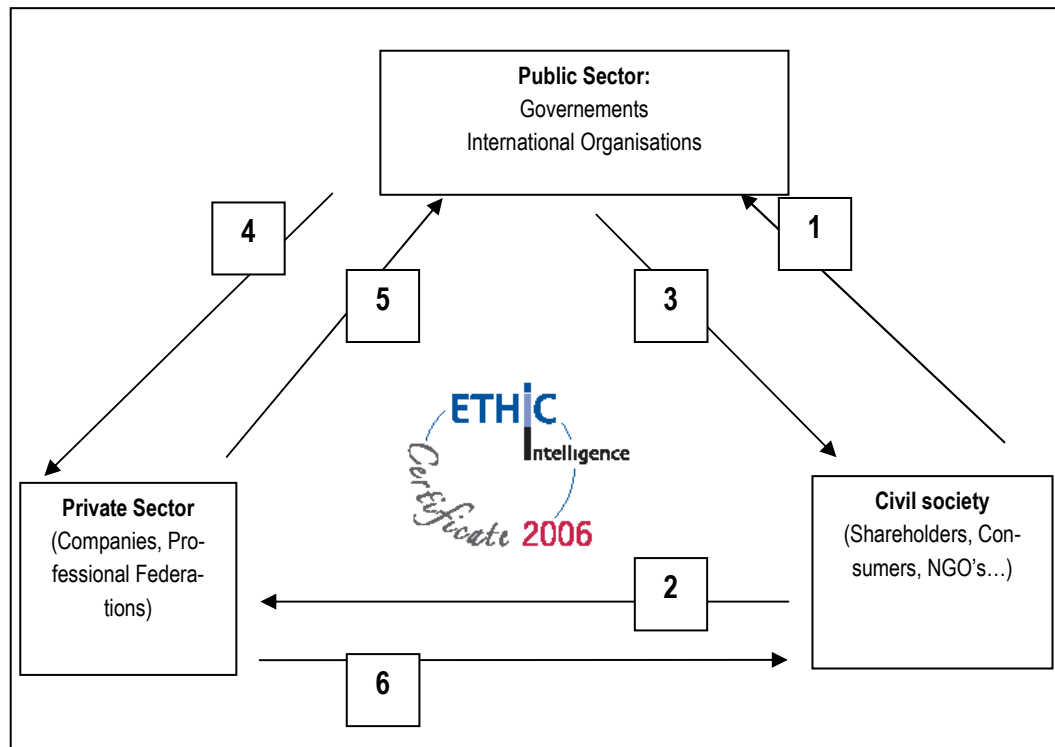 Public Sector:
Governements
International Organisations
4
1
5
3
ETHiC
Intelligence
Certificate 2006
Private Sector
(Companies, Pro-
fessional Federa-
tions)
Civil society
(Shareholders, Con-
sumers, NGO's…)
2
6